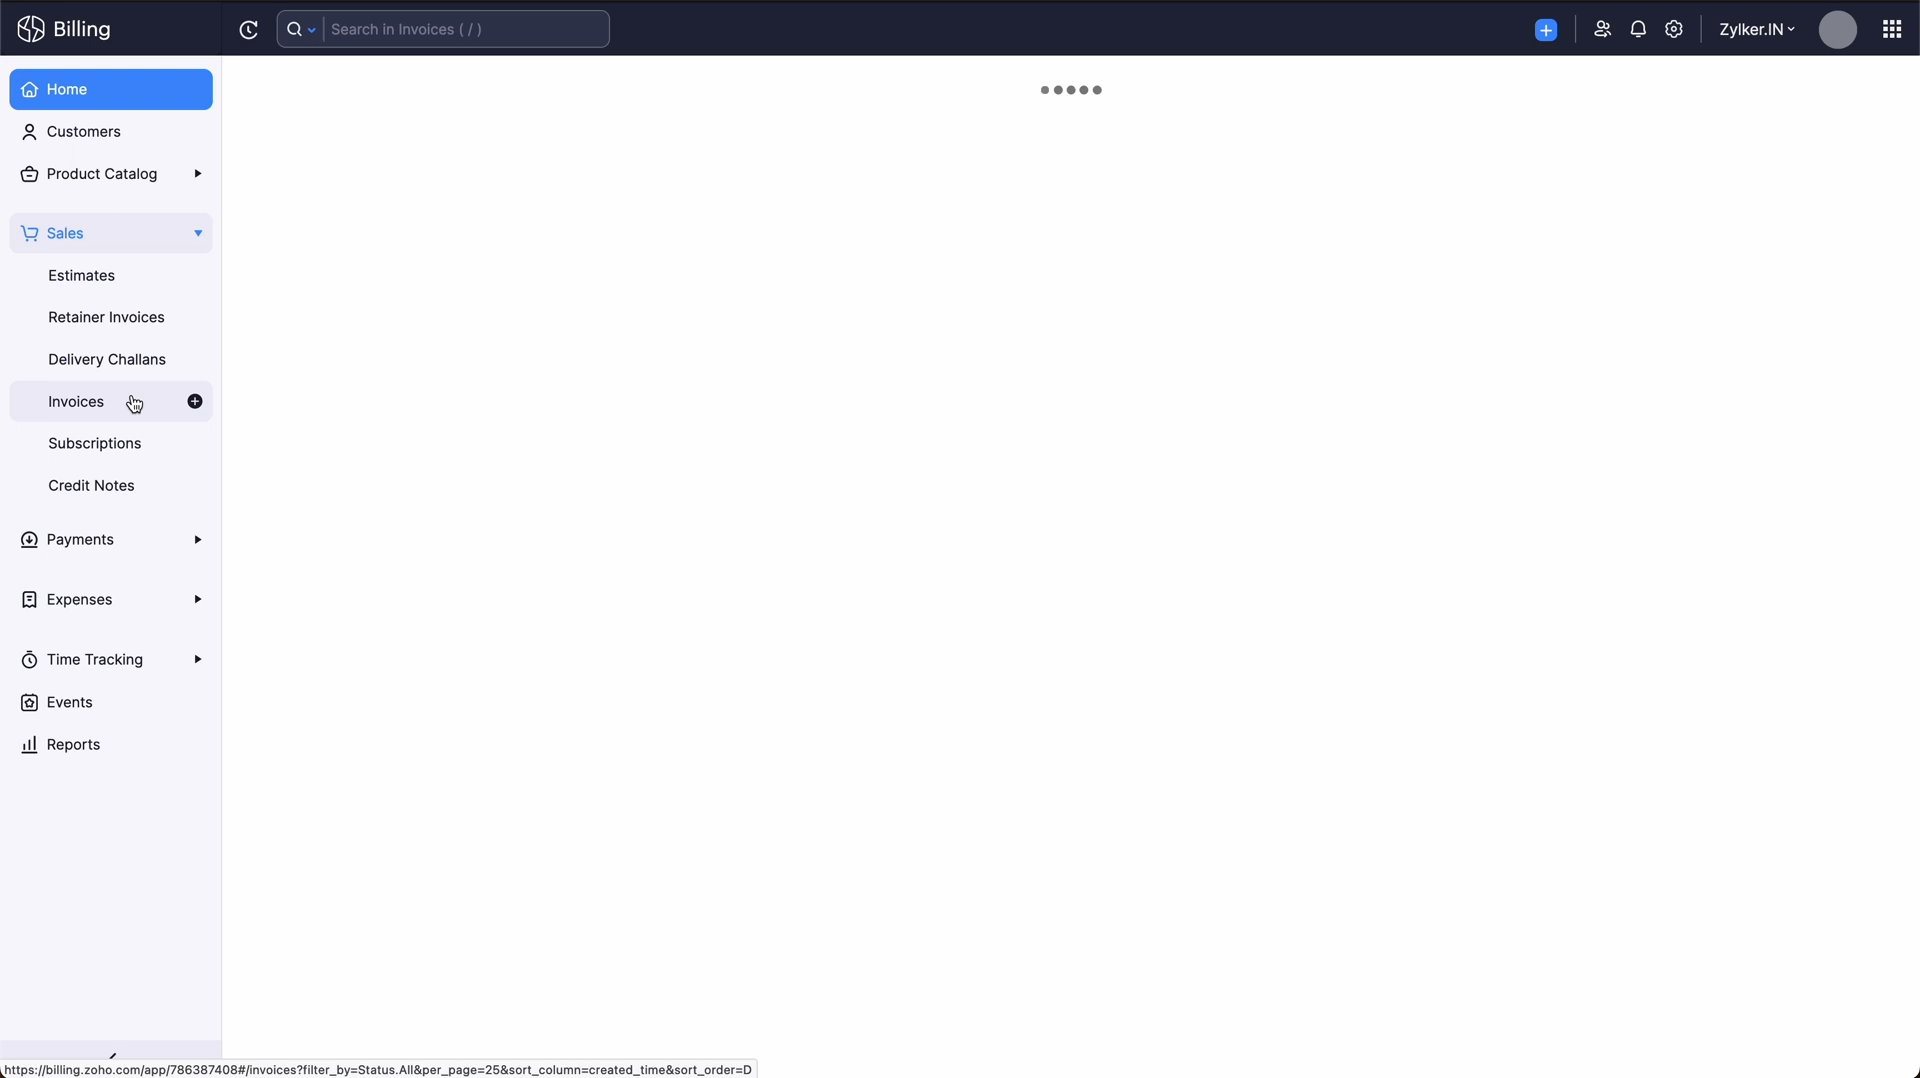 Billing
Search in Invoices ( / )
Zylker.IN
Home
Customers
Product Catalog
Sales
Estimates
Retainer Invoices
Delivery Challans
Invoices
Subscriptions
Credit Notes
Payments
Expenses
Time Tracking
Events
Reports
https://billing.zoho.com/app/786387408#/invoices?filter_by=Status.All&per_page=25&sort_column=created_time&sort_order=D